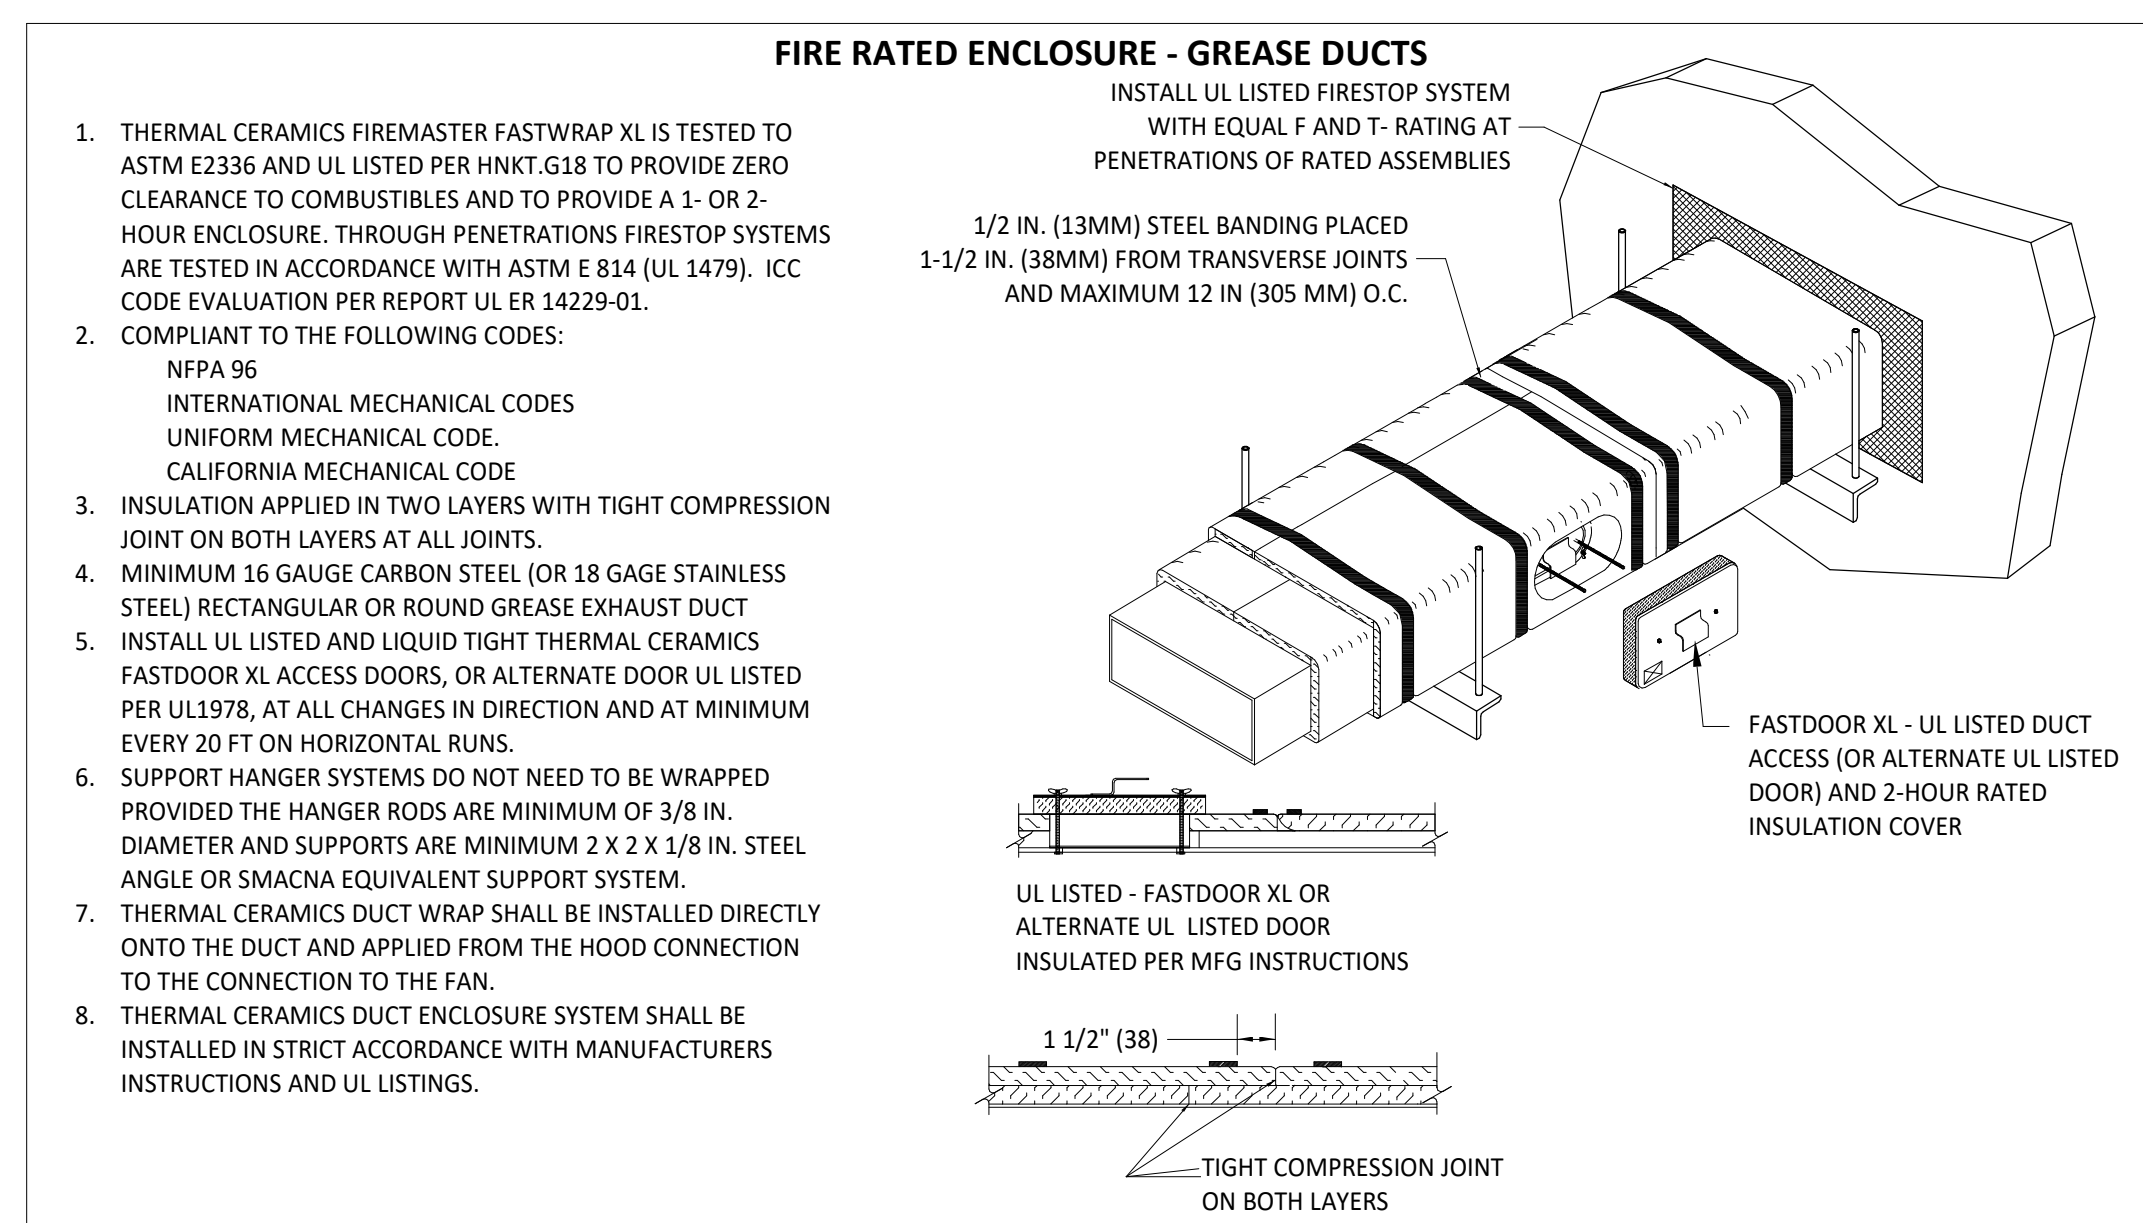 FIRE RATED ENCLOSURE - GREASE DUCTS
1. THERMAL CERAMICS FIREMASTER FASTWRAP XL IS TESTED TO
ASTM E2336 AND UL LISTED PER HNKT.G18 TO PROVIDE ZERO
CLEARANCE TO COMBUSTIBLES AND TO PROVIDE A 1- OR 2-
HOUR ENCLOSURE. THROUGH PENETRATIONS FIRESTOP SYSTEMS
ARE TESTED IN ACCORDANCE WITH ASTM E 814 (UL 1479).  ICC
CODE EVALUATION PER REPORT UL ER 14229-01.
2. COMPLIANT TO THE FOLLOWING CODES:
NFPA 96
INTERNATIONAL MECHANICAL CODES
UNIFORM MECHANICAL CODE.
CALIFORNIA MECHANICAL CODE
3. INSULATION APPLIED IN TWO LAYERS WITH TIGHT COMPRESSION
JOINT ON BOTH LAYERS AT ALL JOINTS.
4. MINIMUM 16 GAUGE CARBON STEEL (OR 18 GAGE STAINLESS
STEEL) RECTANGULAR OR ROUND GREASE EXHAUST DUCT
5. INSTALL UL LISTED AND LIQUID TIGHT THERMAL CERAMICS
FASTDOOR XL ACCESS DOORS, OR ALTERNATE DOOR UL LISTED
PER UL1978, AT ALL CHANGES IN DIRECTION AND AT MINIMUM
EVERY 20 FT ON HORIZONTAL RUNS.
6. SUPPORT HANGER SYSTEMS DO NOT NEED TO BE WRAPPED
PROVIDED THE HANGER RODS ARE MINIMUM OF 3/8 IN.
DIAMETER AND SUPPORTS ARE MINIMUM 2 X 2 X 1/8 IN. STEEL
ANGLE OR SMACNA EQUIVALENT SUPPORT SYSTEM.
7. THERMAL CERAMICS DUCT WRAP SHALL BE INSTALLED DIRECTLY
ONTO THE DUCT AND APPLIED FROM THE HOOD CONNECTION
TO THE CONNECTION TO THE FAN.
8. THERMAL CERAMICS DUCT ENCLOSURE SYSTEM SHALL BE
INSTALLED IN STRICT ACCORDANCE WITH MANUFACTURERS
INSTRUCTIONS AND UL LISTINGS.
INSTALL UL LISTED FIRESTOP SYSTEM
WITH EQUAL F AND T- RATING AT
PENETRATIONS OF RATED ASSEMBLIES
1/2 IN. (13MM) STEEL BANDING PLACED
1-1/2 IN. (38MM) FROM TRANSVERSE JOINTS
AND MAXIMUM 12 IN (305 MM) O.C.
FASTDOOR XL - UL LISTED DUCT
ACCESS (OR ALTERNATE UL LISTED
DOOR) AND 2-HOUR RATED
INSULATION COVER
UL LISTED - FASTDOOR XL OR
ALTERNATE UL  LISTED DOOR
INSULATED PER MFG INSTRUCTIONS
1 1/2" (38)
TIGHT COMPRESSION JOINT
ON BOTH LAYERS